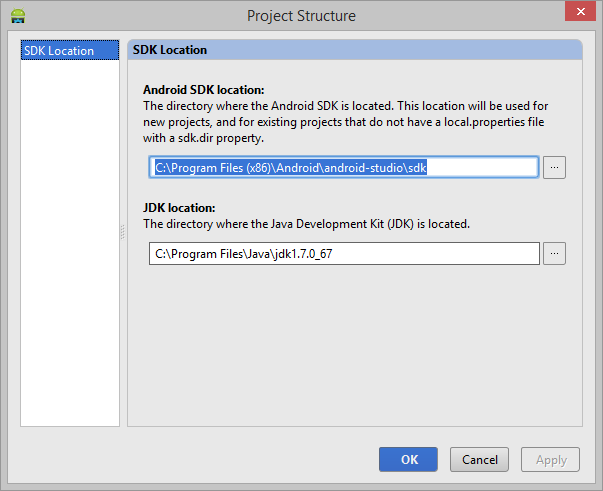 Project Structure
SDK Location
SDK Location
Android SDK location:
The directory where the Android SDK is located. This location will be used for
new projects, and for existing projects that do not have a local.properties file
with a sdk.dir property.
C:\Program Files (x86)\Android\android-studio\sdk
...
JDK location:
The directory where the Java Development Kit (JDK) is located.
C:\Program Files\Java\jdk1.7.0_67
...
OK
Cancel
Apply